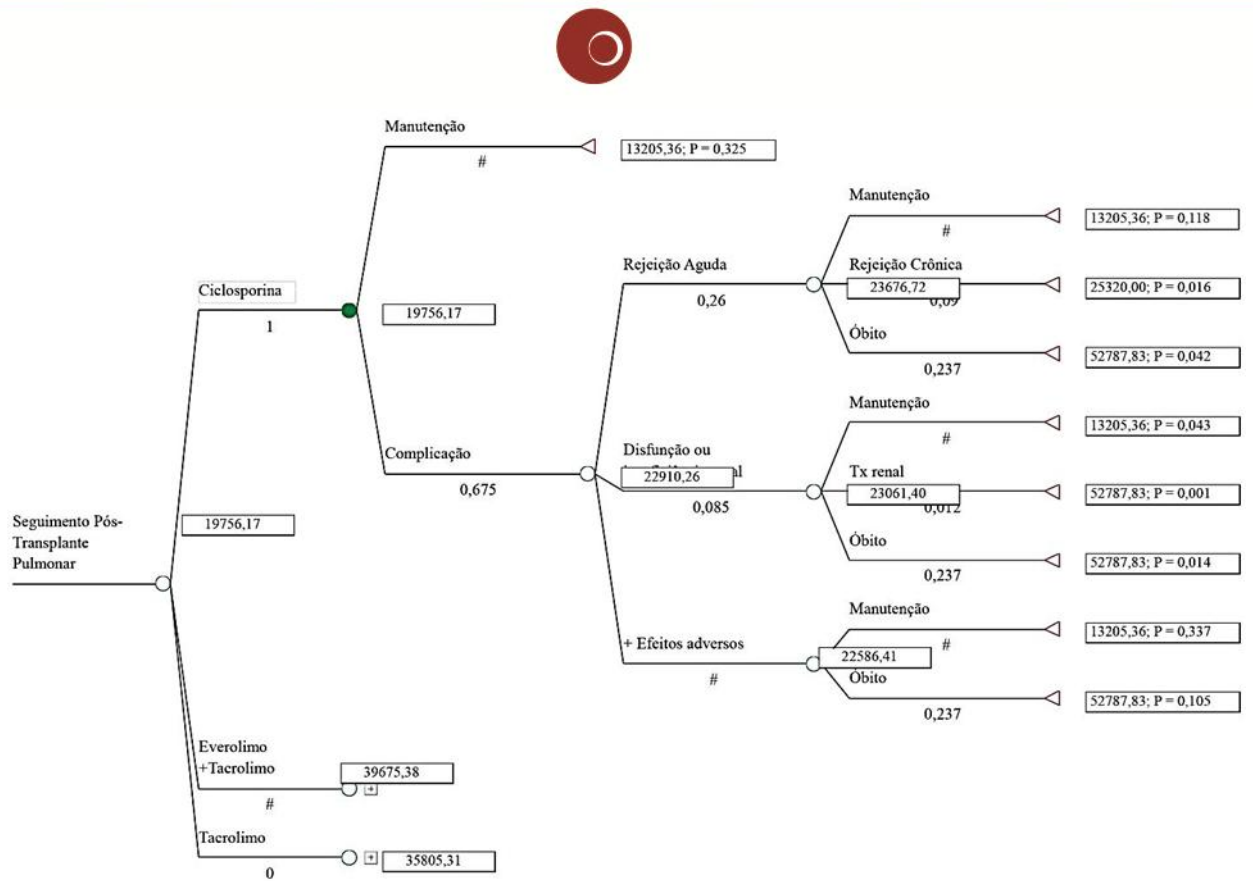 Manutenção
#
13205,36; P = 0,325
Manutenção
#
13205,36; P = 0,118
Ciclosporina
1
19756,17
Rejeição Aguda
0,26
Rejeição Crônica
23676,72
0,09
25320,00; P = 0,016
Óbito
0,237
52787,83; P = 0,042
Manutenção
#
13205,36; P = 0,043
Complicação
0,675
Disfunção ou
22910,26
0,085
Tx renal
23061,40
0,012
52787,83; P = 0,001
Óbito
0,237
52787,83; P = 0,014
Seguimento Pós-
Transplante
Pulmonar
19756,17
Manutenção
#
13205,36; P = 0,337
+ Efeitos adversos
#
22586,41
Óbito
0,237
52787,83; P = 0,105
Everolimo
+Tacrolimo
#
39675,38
+
Tacrolimo
0
+
35805,31